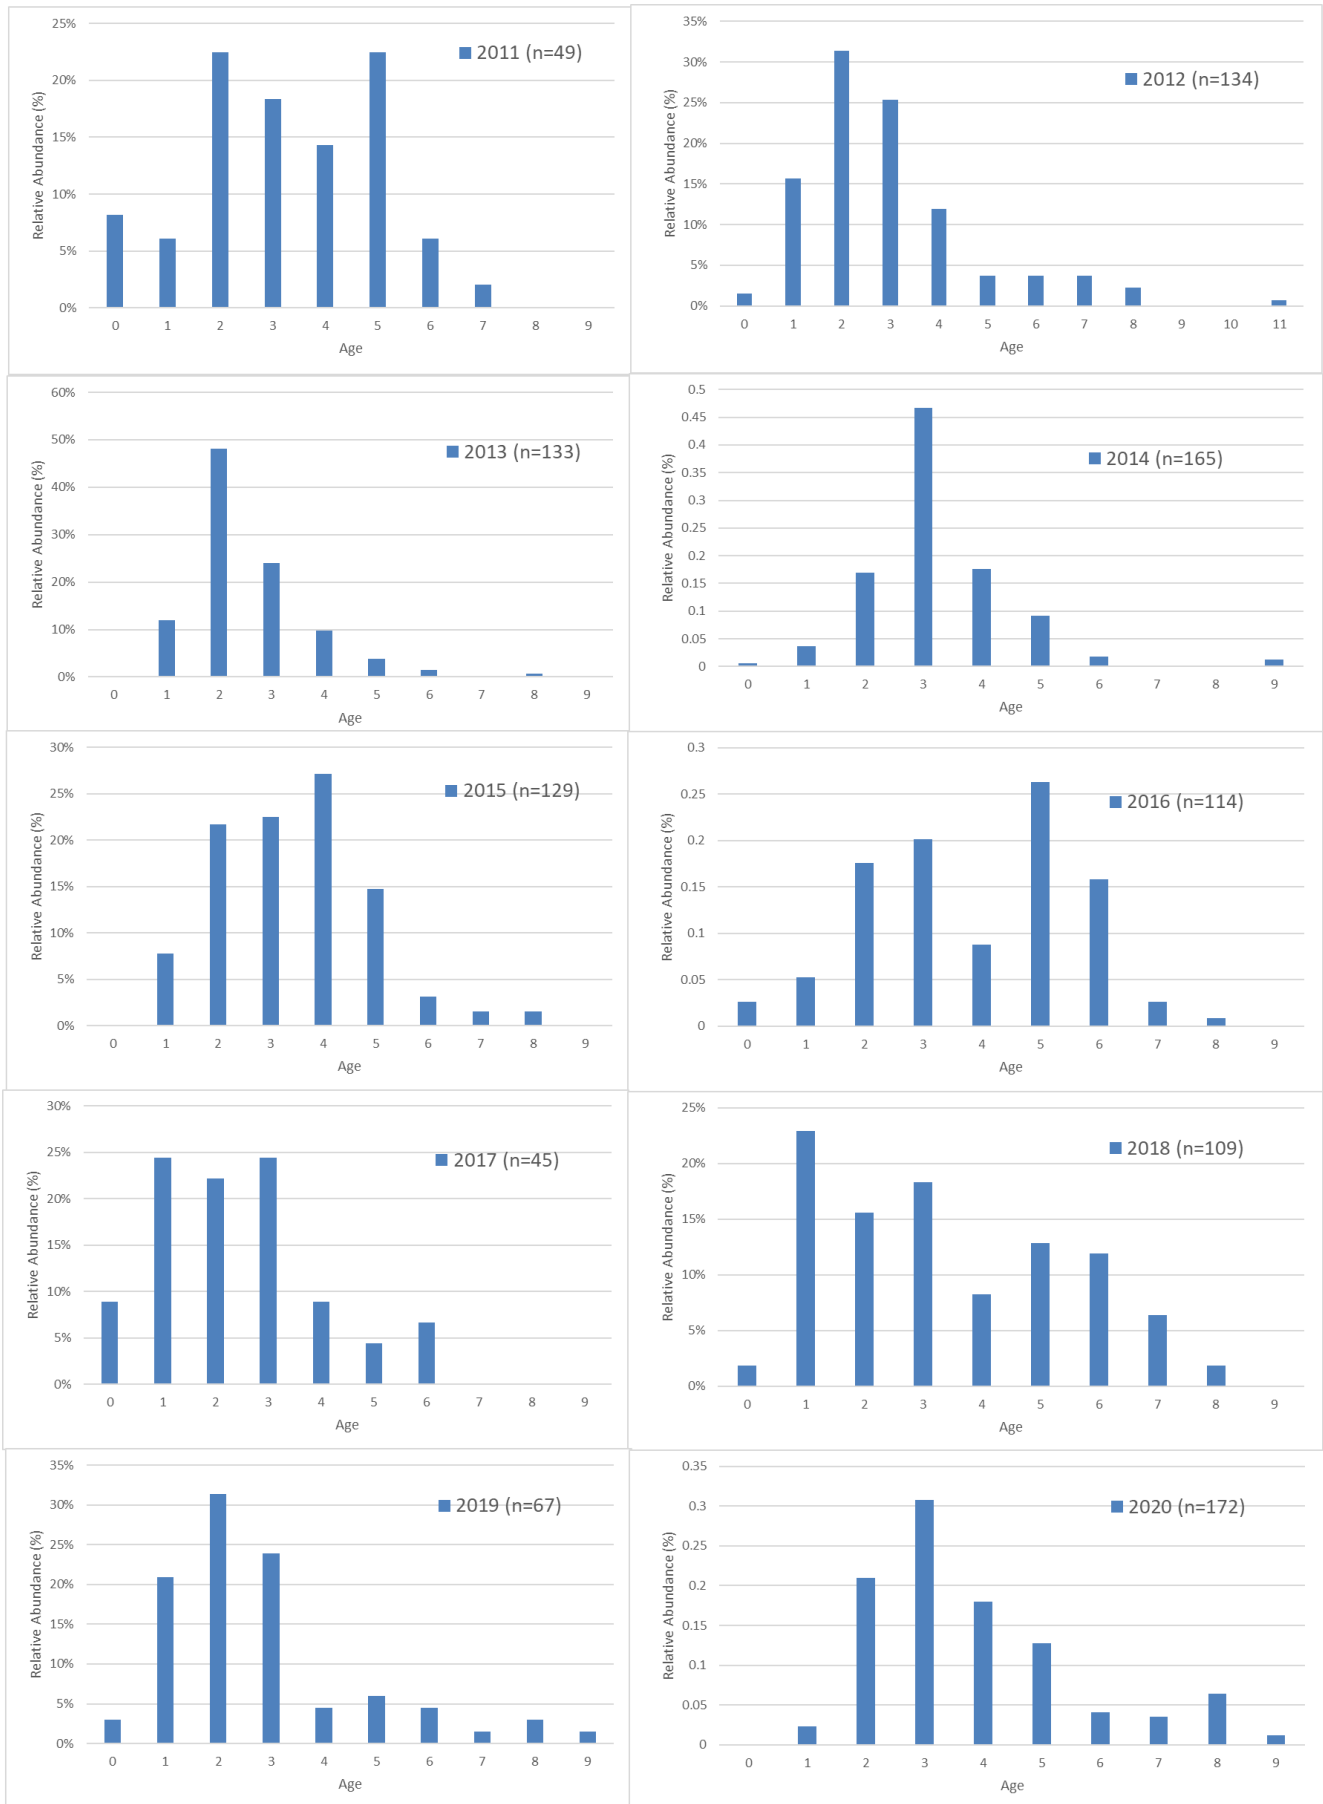 25%
20%
15%
10%
5%
0%
Relative Abundance (%)
2011 (n=49)
0 1 2 3 4 5 6 7 8 9
Age
35%
30%
25%
20%
15%
10%
5%
0%
Relative Abundance (%)
2012 (n=134)
0 1 2 3 4 5 6 7 8 9 10 11
Age
60%
50%
40%
30%
20%
10%
0%
Relative Abundance (%)
2013 (n=133)
0 1 2 3 4 5 6 7 8 9
Age
0.5
0.45
0.4
0.35
0.3
0.25
0.2
0.15
0.1
0.05
0
Relative Abundance (%)
2014 (n=165)
0 1 2 3 4 5 6 7 8 9
Age
30%
25%
20%
15%
10%
5%
0%
Relative Abundance (%)
2015 (n=129)
0 1 2 3 4 5 6 7 8 9
Age
0.3
0.25
0.2
0.15
0.1
0.05
0
Relative Abundance (%)
2016 (n=114)
0 1 2 3 4 5 6 7 8 9
Age
30%
25%
20%
15%
10%
5%
0%
Relative Abundance (%)
2017 (n=45)
0 1 2 3 4 5 6 7 8 9
Age
25%
20%
15%
10%
5%
0%
Relative Abundance (%)
2018 (n=109)
0 1 2 3 4 5 6 7 8 9
Age
35%
30%
25%
20%
15%
10%
5%
0%
Relative Abundance (%)
2019 (n=67)
0 1 2 3 4 5 6 7 8 9
Age
0.35
0.3
0.25
0.2
0.15
0.1
0.05
0
Relative Abundance (%)
2020 (n=172)
0 1 2 3 4 5 6 7 8 9
Age